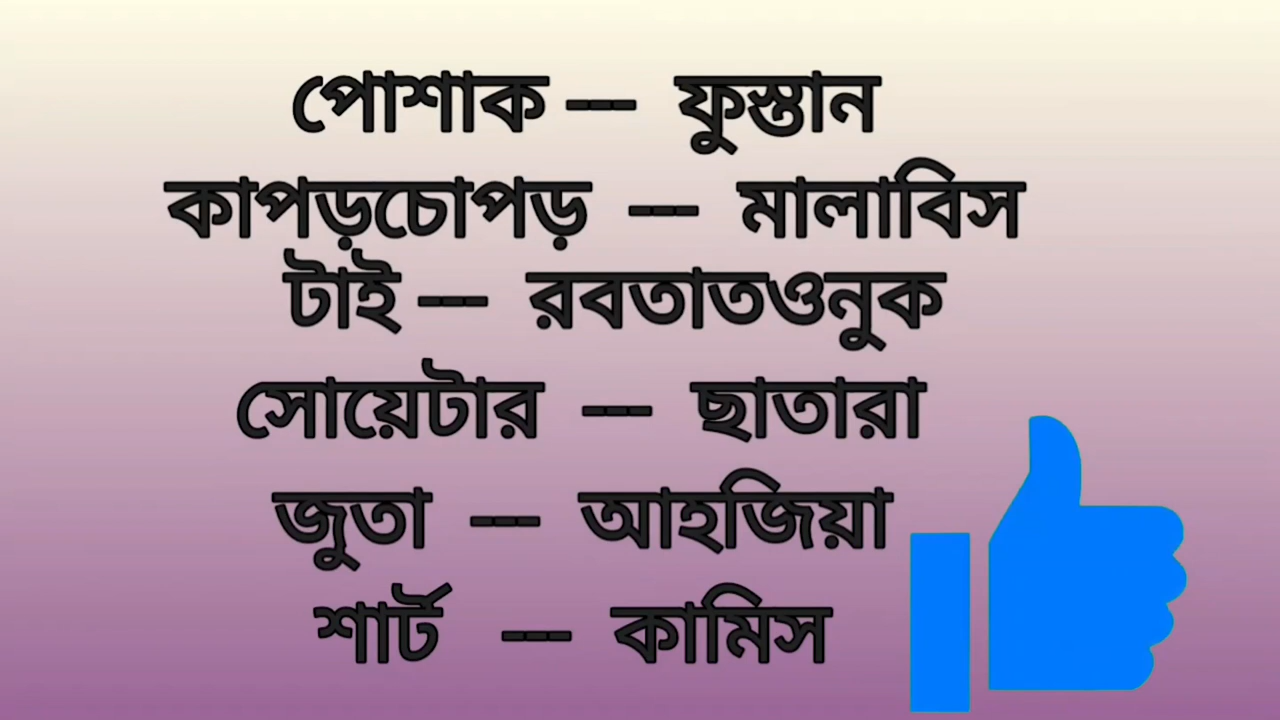 পোশাক --- ফুস্তান
কাপড়চোপড় --- মালাবিস
টাই --- রবতাতওনুক
সোয়েটার --- ছাতারা
জুতা --- আহজিয়া
শার্ট --- কামিস